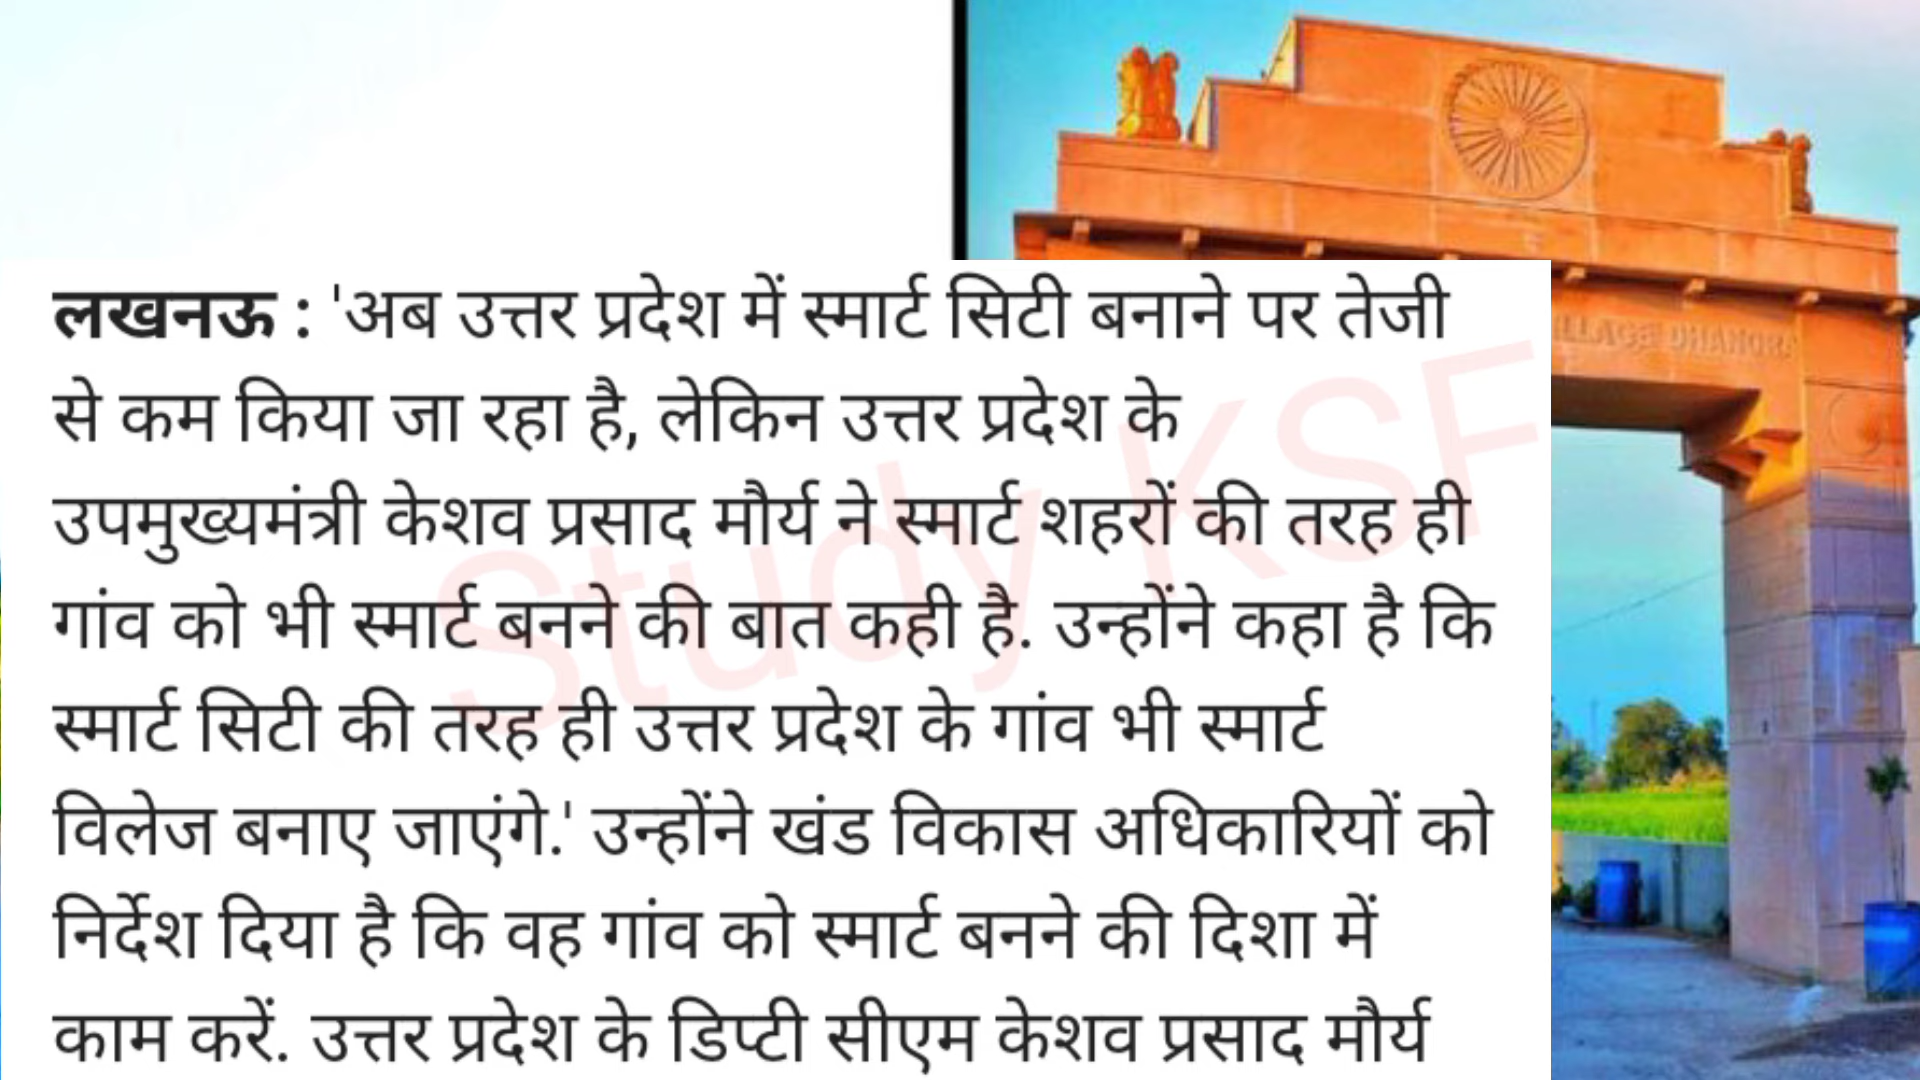 लखनऊ : 'अब उत्तर प्रदेश में स्मार्ट सिटी बनाने पर तेजी
से कम किया जा रहा है, लेकिन उत्तर प्रदेश के
उपमुख्यमंत्री केशव प्रसाद मौर्य ने स्मार्ट शहरों की तरह ही
गांव को भी स्मार्ट बनने की बात कही है. उन्होंने कहा है कि
स्मार्ट सिटी की तरह ही उत्तर प्रदेश के गांव भी स्मार्ट
विलेज बनाए जाएंगे.' उन्होंने खंड विकास अधिकारियों को
निर्देश दिया है कि वह गांव को स्मार्ट बनने की दिशा में
काम करें. उत्तर प्रदेश के डिप्टी सीएम केशव प्रसाद मौर्य
Study KSF